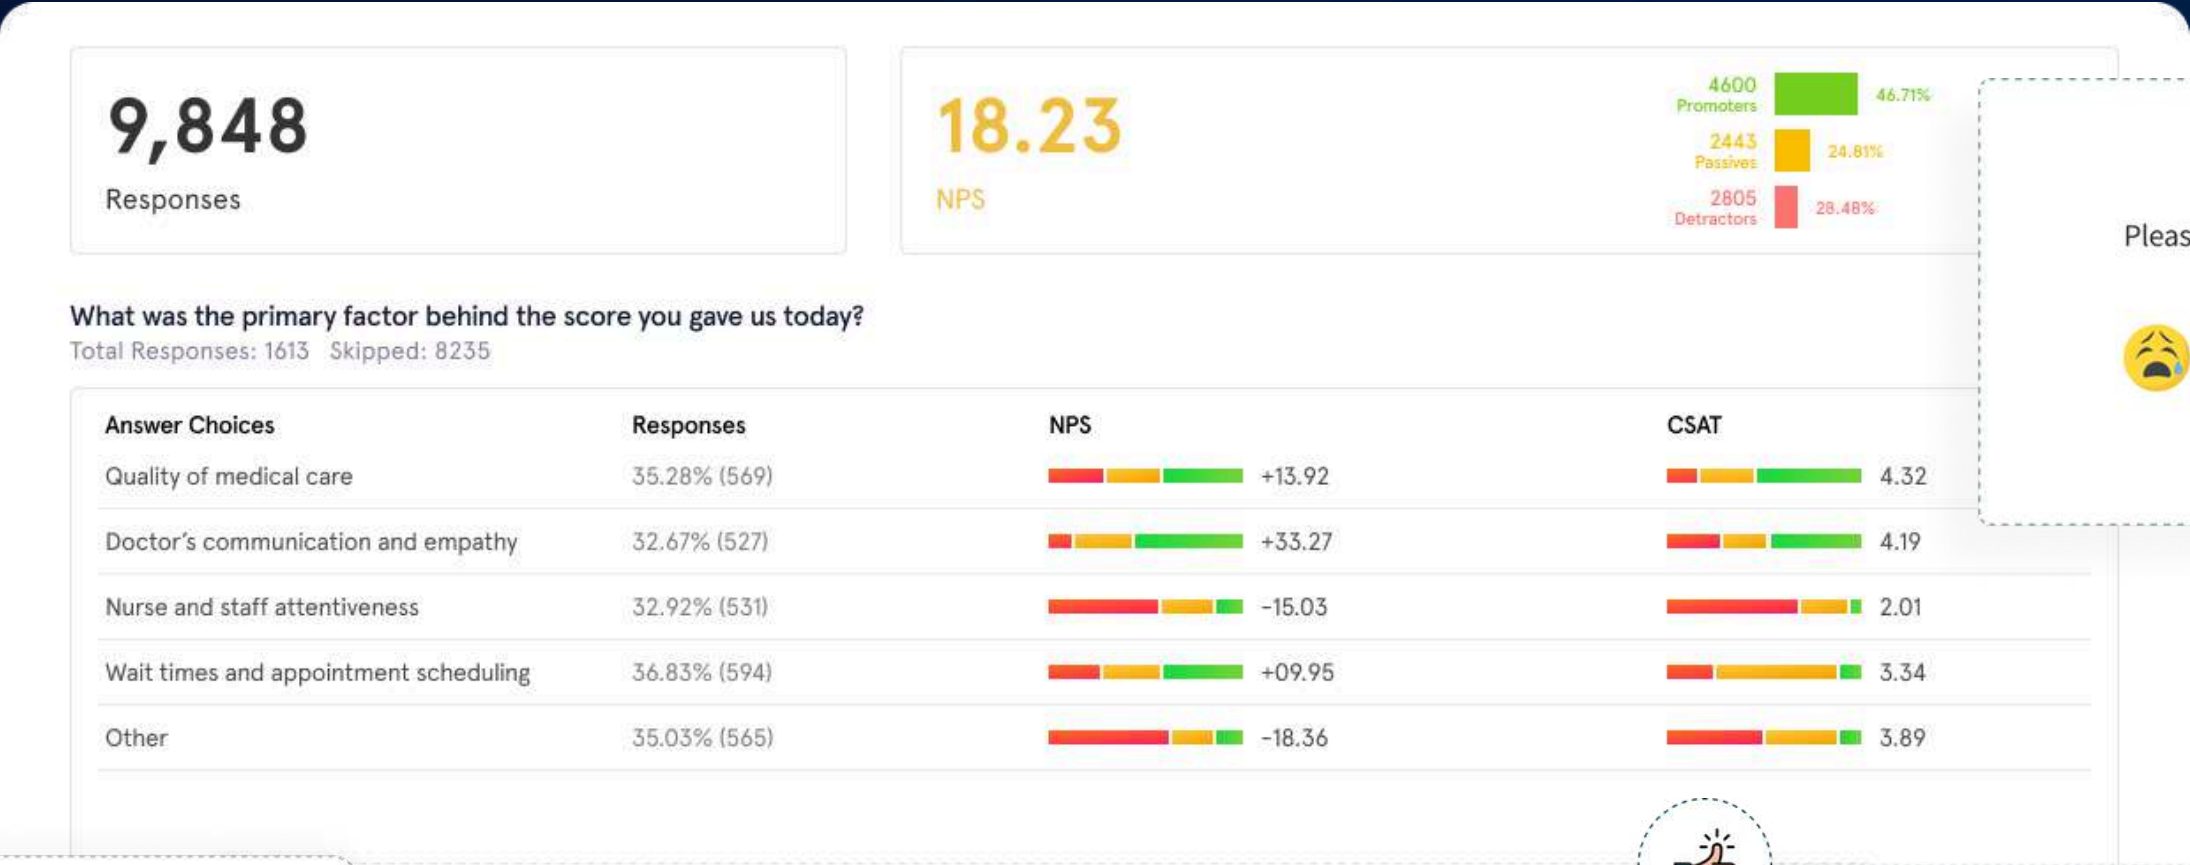 9,848
Responses
18.23
NPS
4600
Promoters
46.71%
2443
Passives
24.81%
2805
Detractors
28.48%
Pleas
What was the primary factor behind the score you gave us today?
Total Responses: 1613 Skipped: 8235
Answer Choices Responses NPS CSAT
Quality of medical care 35.28% (569) +13.92 4.32
Doctor’s communication and empathy 32.67% (527) +33.27 4.19
Nurse and staff attentiveness 32.92% (531) -15.03 2.01
Wait times and appointment scheduling 36.83% (594) +09.95 3.34
Other 35.03% (565) -18.36 3.89